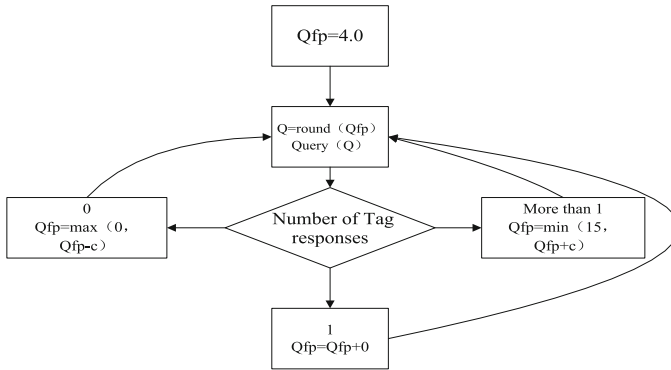 Qfp=4.0
Q=round（Qfp）
Query（Q）
Number of Tag
responses
0
Qfp=max（0，
Qfp-c）
More than 1
Qfp=min（15，
Qfp+c）
1
Qfp=Qfp+0